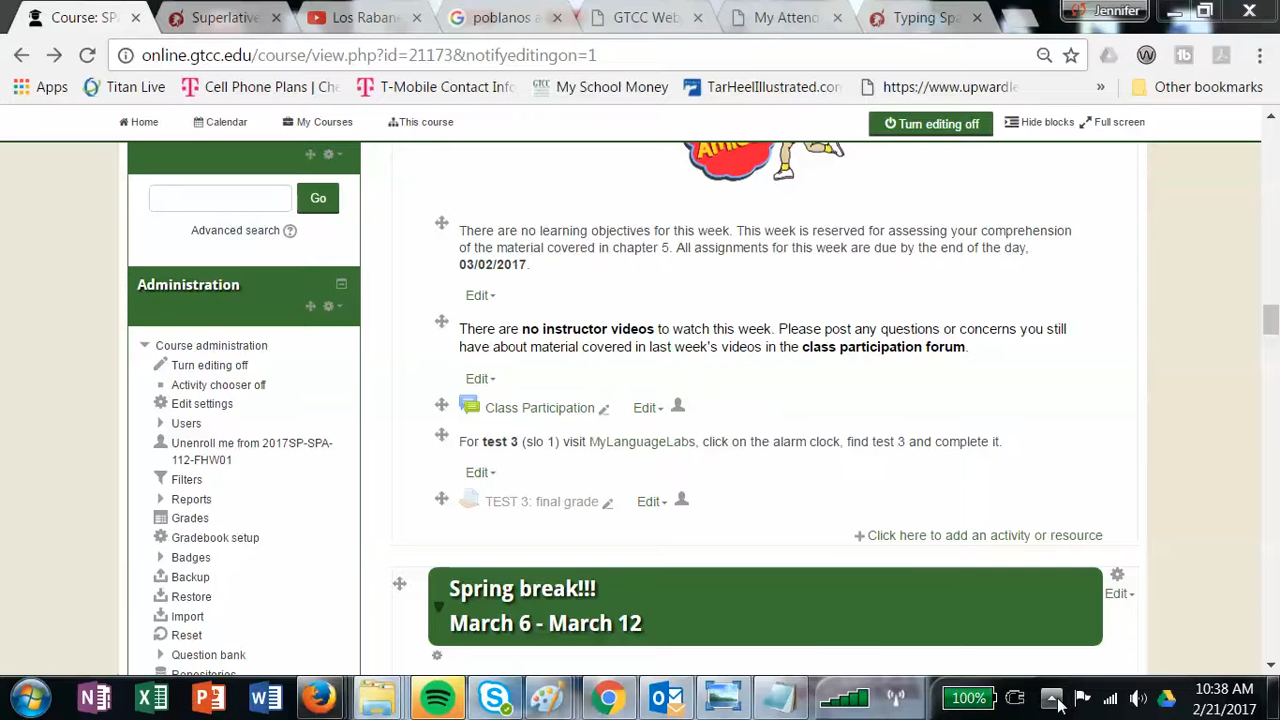 Course: SPA
Superlative
Los Raban
poblanos a
GTCC Web
My Attend
Typing Spa
Jennifer
online.gtcc.edu/course/view.php?id=21173&notifyeditingon=1
Apps
Titan Live
Cell Phone Plans | Che
T-Mobile Contact Info
My School Money
TarHeelIllustrated.com
https://www.upwardle
»
Other bookmarks
Home
Calendar
My Courses
This course
Turn editing off
Hide blocks
Full screen
Go
Advanced search
There are no learning objectives for this week. This week is reserved for assessing your comprehension
of the material covered in chapter 5. All assignments for this week are due by the end of the day,
03/02/2017.
Edit
Administration
There are no instructor videos to watch this week. Please post any questions or concerns you still
have about material covered in last week's videos in the class participation forum.
Edit
Course administration
Turn editing off
Activity chooser off
Edit settings
Users
Unenroll me from 2017SP-SPA-
112-FHW01
Filters
Reports
Grades
Gradebook setup
Badges
Backup
Restore
Import
Reset
Question bank
Repositories
Class Participation
Edit
For test 3 (slo 1) visit MyLanguageLabs, click on the alarm clock, find test 3 and complete it.
Edit
TEST 3: final grade
Edit
Click here to add an activity or resource
Spring break!!!
March 6 - March 12
Edit
100%
10:38 AM
2/21/2017